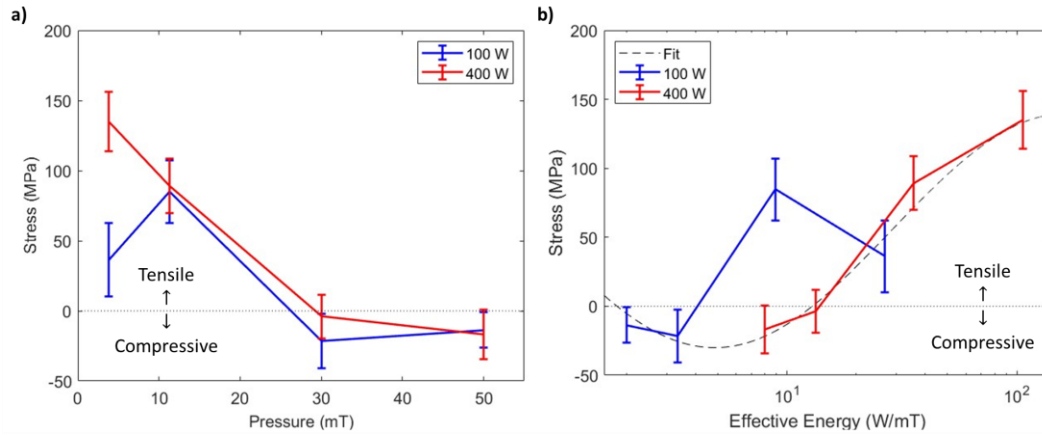 a)
200
150
100
50
0
-50
Stress (MPa)
100 W
400 W
Tensile
↑
↓
Compressive
0
10
20
30
40
50
Pressure (mT)
b)
200
150
100
50
0
-50
Stress (MPa)
Fit
100 W
400 W
Tensile
↑
↓
Compressive
10¹
10²
Effective Energy (W/mT)